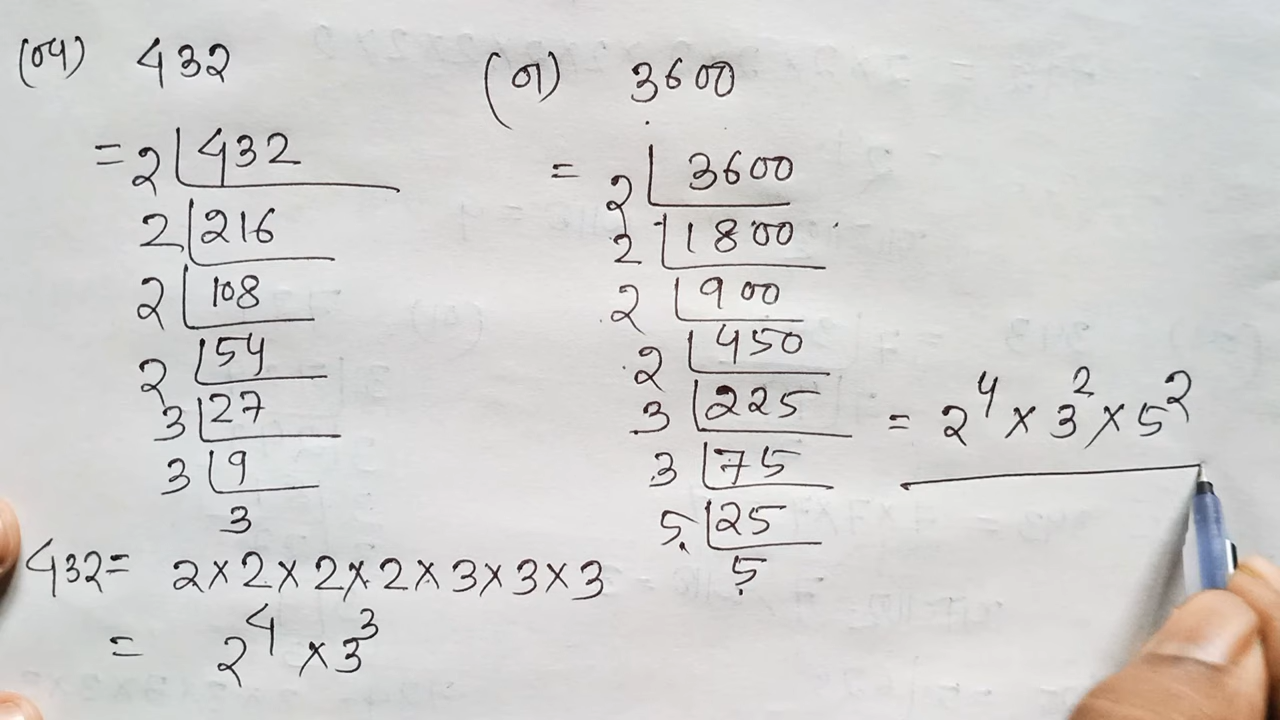 432
= 2 | 432
2 | 216
2 | 108
2 | 54
3 | 27
3 | 9
3
432 = 2 × 2 × 2 × 2 × 3 × 3 × 3
= 2⁴ × 3³
3600
= 2 | 3600
2 | 1800
2 | 900
2 | 450
3 | 225
3 | 75
5 | 25
5
= 2⁴ × 3² × 5²